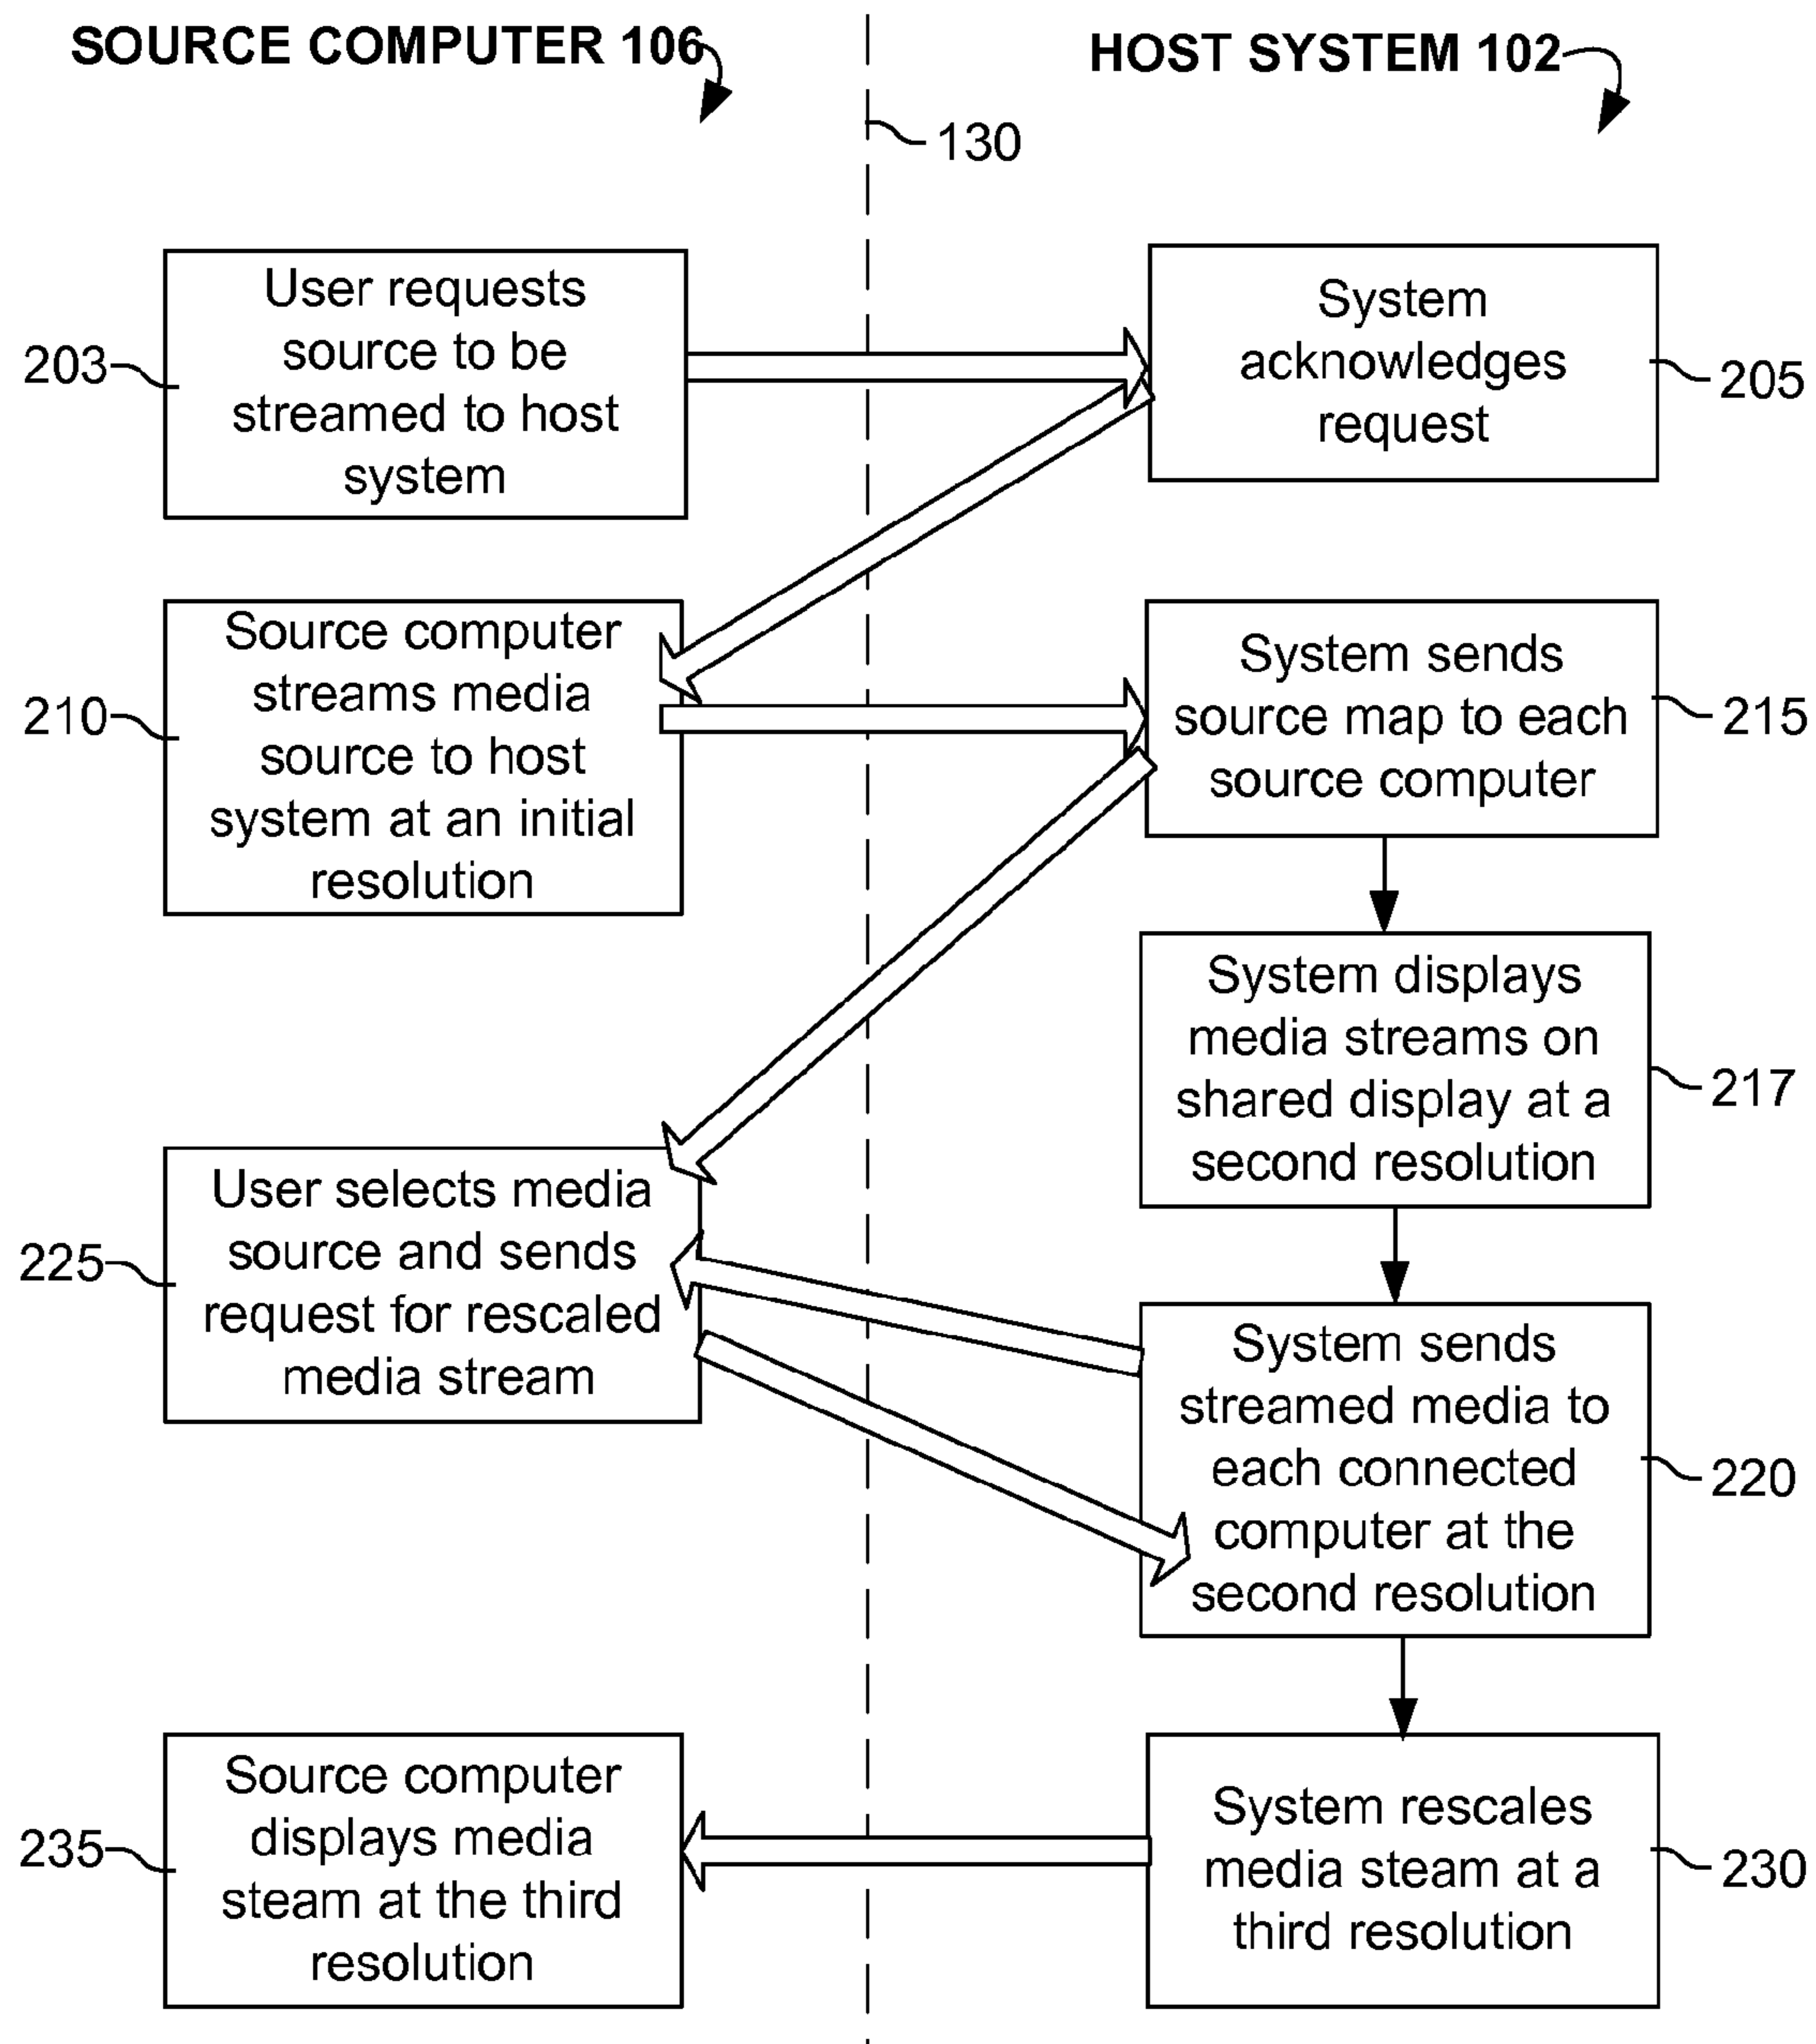 SOURCE COMPUTER 106
HOST SYSTEM 102
130
203
User requests
source to be
streamed to host
system
System
acknowledges
request
205
210
Source computer
streams media
source to host
system at an initial
resolution
System sends
source map to each
source computer
215
System displays
media streams on
shared display at a
second resolution
217
225
User selects media
source and sends
request for rescaled
media stream
System sends
streamed media to
each connected
computer at the
second resolution
220
235
Source computer
displays media
steam at the third
resolution
System rescales
media steam at a
third resolution
230